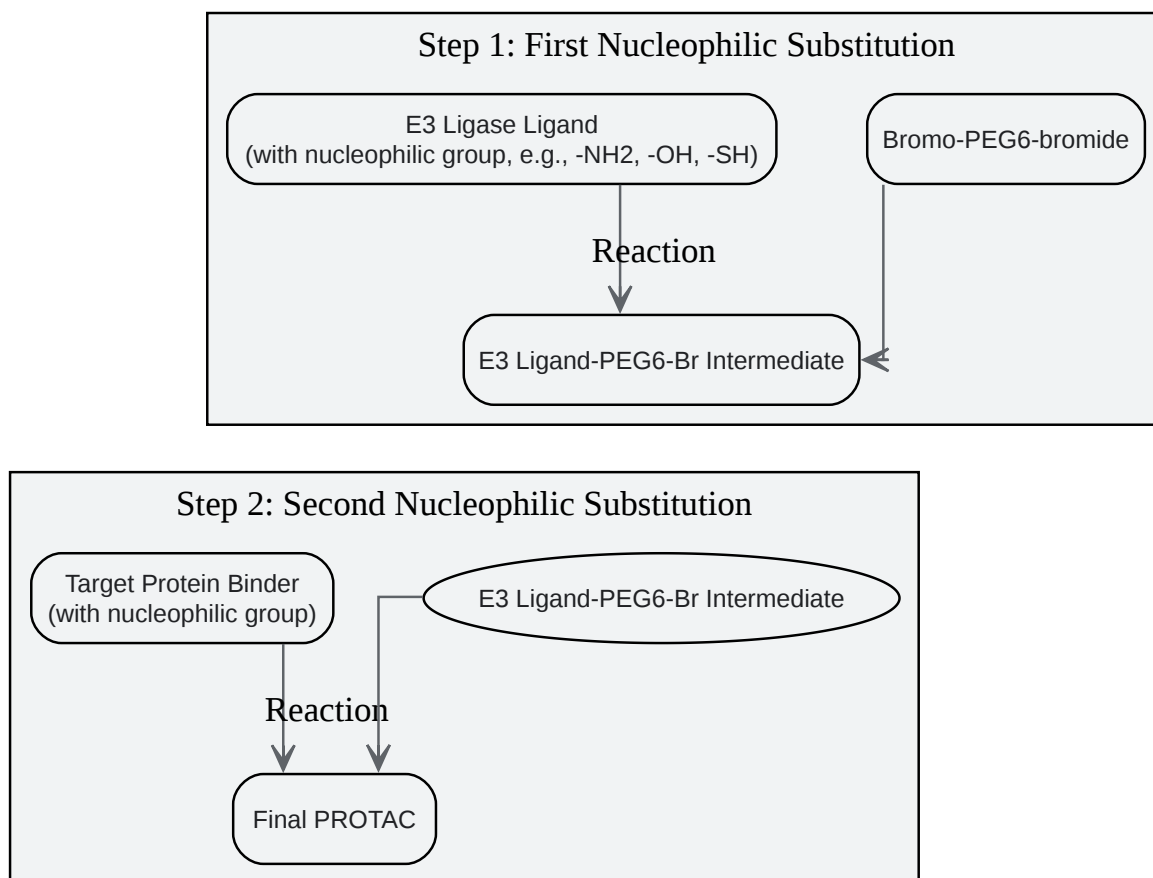 Step 1: First Nucleophilic Substitution
E3 Ligase Ligand
(with nucleophilic group, e.g., -NH2, -OH, -SH)
Bromo-PEG6-bromide
Reaction
E3 Ligand-PEG6-Br Intermediate
Step 2: Second Nucleophilic Substitution
Target Protein Binder
(with nucleophilic group)
E3 Ligand-PEG6-Br Intermediate
Reaction
Final PROTAC